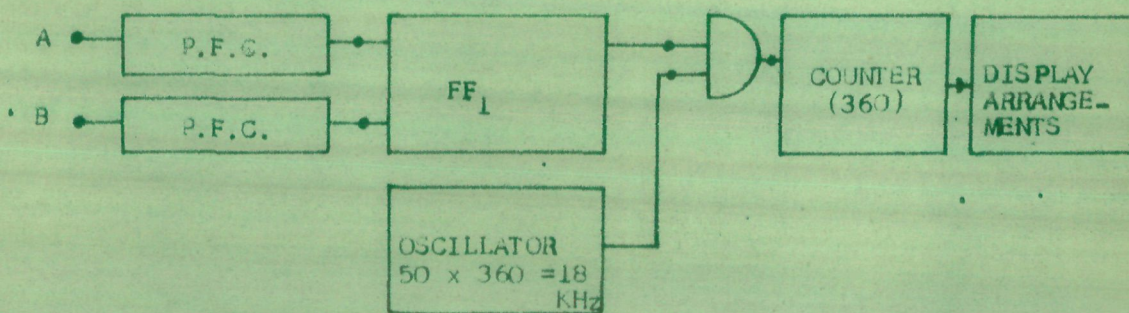 A
P.F.C.
B
P.F.C.
FF1
COUNTER
(360)
DISPLAY
ARRANGE-
MENTS
OSCILLATOR
50 x 360 =18
KHz